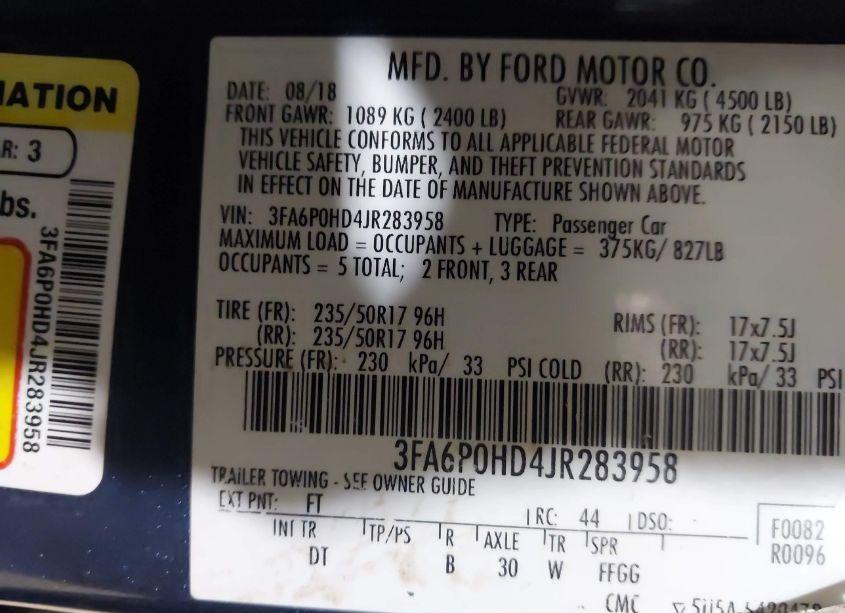 MATION
R: 3
bs.
3FA6P0HD4JR283958
MFD. BY FORD MOTOR CO.
DATE: 08/18 GVWR: 2041 KG ( 4500 LB)
FRONT GAWR: 1089 KG ( 2400 LB) REAR GAWR: 975 KG ( 2150 LB)
THIS VEHICLE CONFORMS TO ALL APPLICABLE FEDERAL MOTOR
VEHICLE SAFETY, BUMPER, AND THEFT PREVENTION STANDARDS
IN EFFECT ON THE DATE OF MANUFACTURE SHOWN ABOVE.
VIN: 3FA6P0HD4JR283958 TYPE: Passenger Car
MAXIMUM LOAD = OCCUPANTS + LUGGAGE = 375KG/ 827LB
OCCUPANTS = 5 TOTAL; 2 FRONT, 3 REAR
TIRE (FR): 235/50R17 96H RIMS (FR): 17x7.5J
(RR): 235/50R17 96H (RR): 17x7.5J
PRESSURE (FR): 230 kPa/ 33 PSI COLD (RR): 230 kPa/ 33 PSI
3FA6P0HD4JR283958
TRAILER TOWING - SEE OWNER GUIDE
EXT PNT: FT RC: 44 DSO: F0082
INT TR TP/PS R AXLE TR SPR R0096
DT B 30 W FFGG
CMC